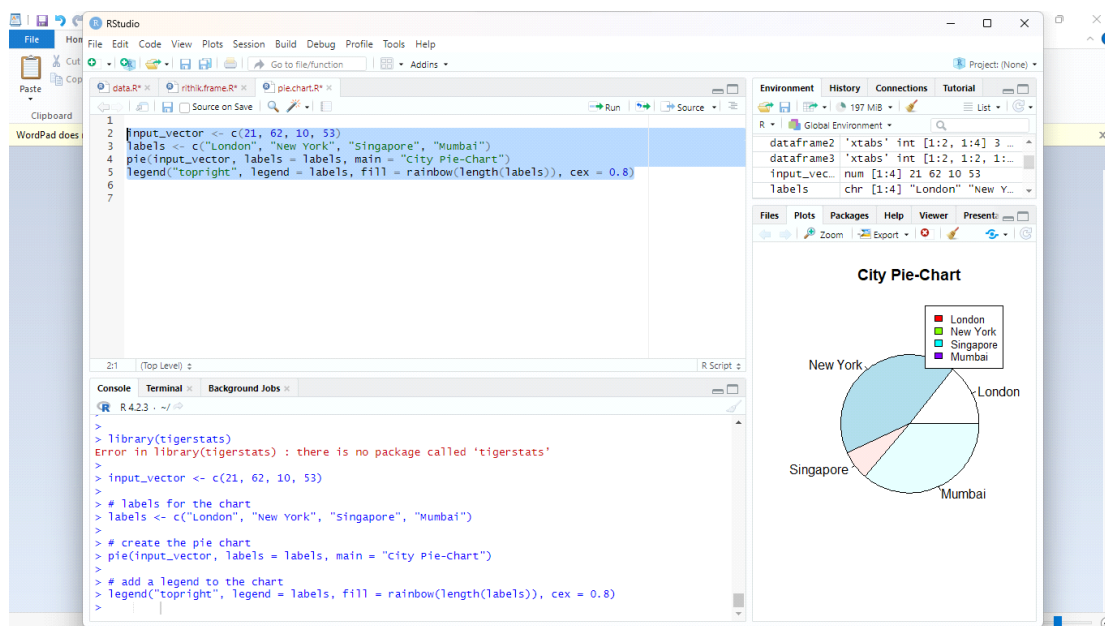 RStudio
File
Hom
Cut
Cop
Paste
Clipboard
WordPad does
File Edit Code View Plots Session Build Debug Profile Tools Help
Go to file/function
Addins
Project: (None)
data.R* ×
rithik.frame.R* ×
pie.chart.R* ×
Source on Save
Run
Source
1
2 input_vector <- c(21, 62, 10, 53)
3 labels <- c("London", "New York", "Singapore", "Mumbai")
4 pie(input_vector, labels = labels, main = "City Pie-Chart")
5 legend("topright", legend = labels, fill = rainbow(length(labels)), cex = 0.8)
6
7
2:1 (Top Level)
R Script
Console Terminal × Background Jobs ×
R 4.2.3 · ~/
>
> library(tigerstats)
Error in library(tigerstats) : there is no package called ‘tigerstats’
>
> input_vector <- c(21, 62, 10, 53)
>
> # labels for the chart
> labels <- c("London", "New York", "Singapore", "Mumbai")
>
> # create the pie chart
> pie(input_vector, labels = labels, main = "City Pie-Chart")
>
> # add a legend to the chart
> legend("topright", legend = labels, fill = rainbow(length(labels)), cex = 0.8)
>
Environment History Connections Tutorial
197 MiB
List
R
Global Environment
dataframe2 'xtabs' int [1:2, 1:4] 3 …
dataframe3 'xtabs' int [1:2, 1:2, 1:…
input_vec… num [1:4] 21 62 10 53
labels chr [1:4] "London" "New Y…
Files Plots Packages Help Viewer Presenta
Zoom
Export
City Pie-Chart
London
New York
Singapore
Mumbai
New York
London
Singapore
Mumbai